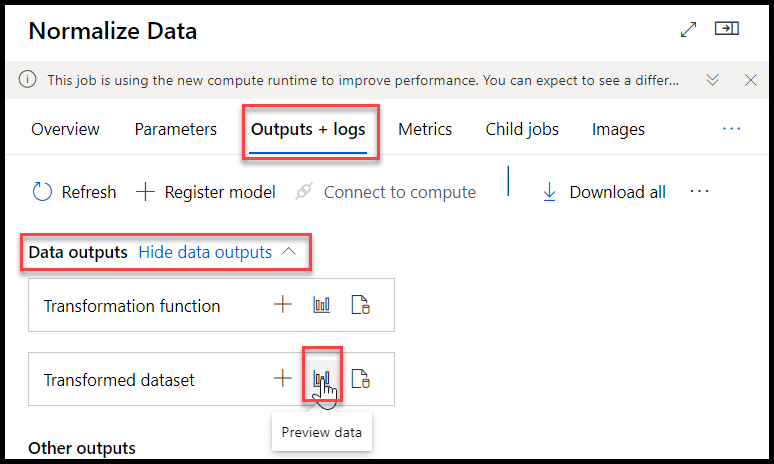 Normalize Data
This job is using the new compute runtime to improve performance. You can expect to see a differ...
Overview Parameters Outputs + logs Metrics Child jobs Images ...
Refresh Register model Connect to compute Download all ...
Data outputs Hide data outputs
Transformation function
Transformed dataset
Preview data
Other outputs